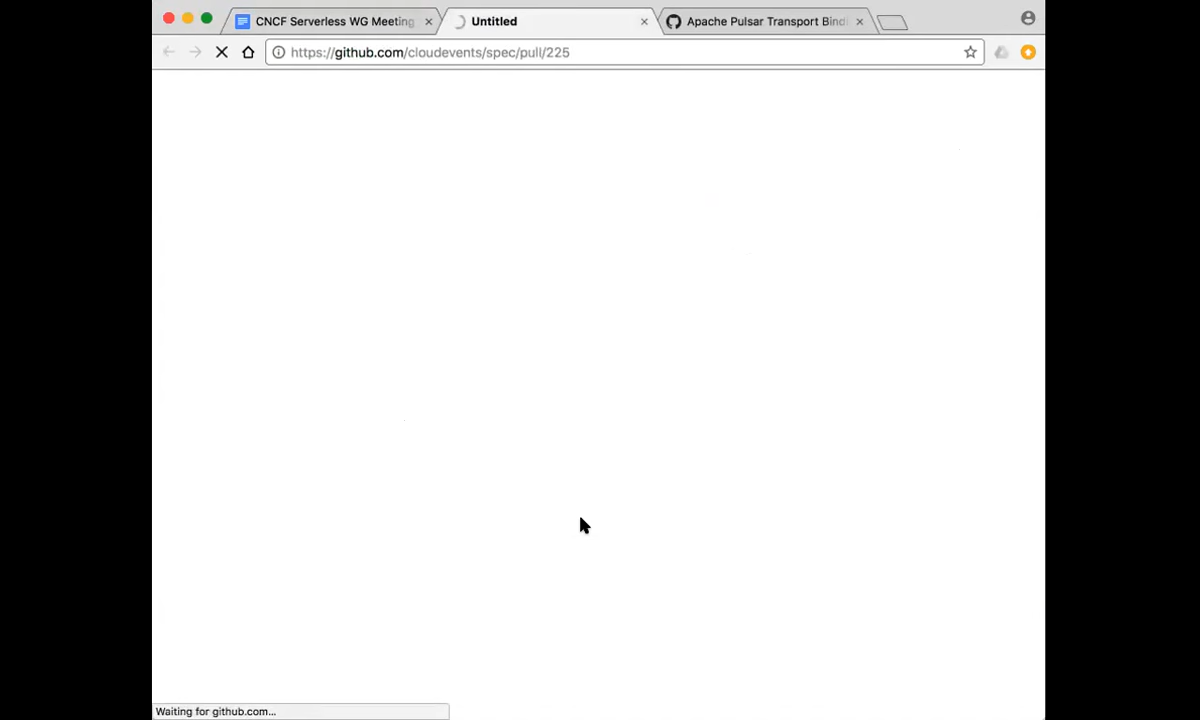 CNCF Serverless WG Meeting
Untitled
Apache Pulsar Transport Bindi
https://github.com/cloudevents/spec/pull/225
Waiting for github.com...